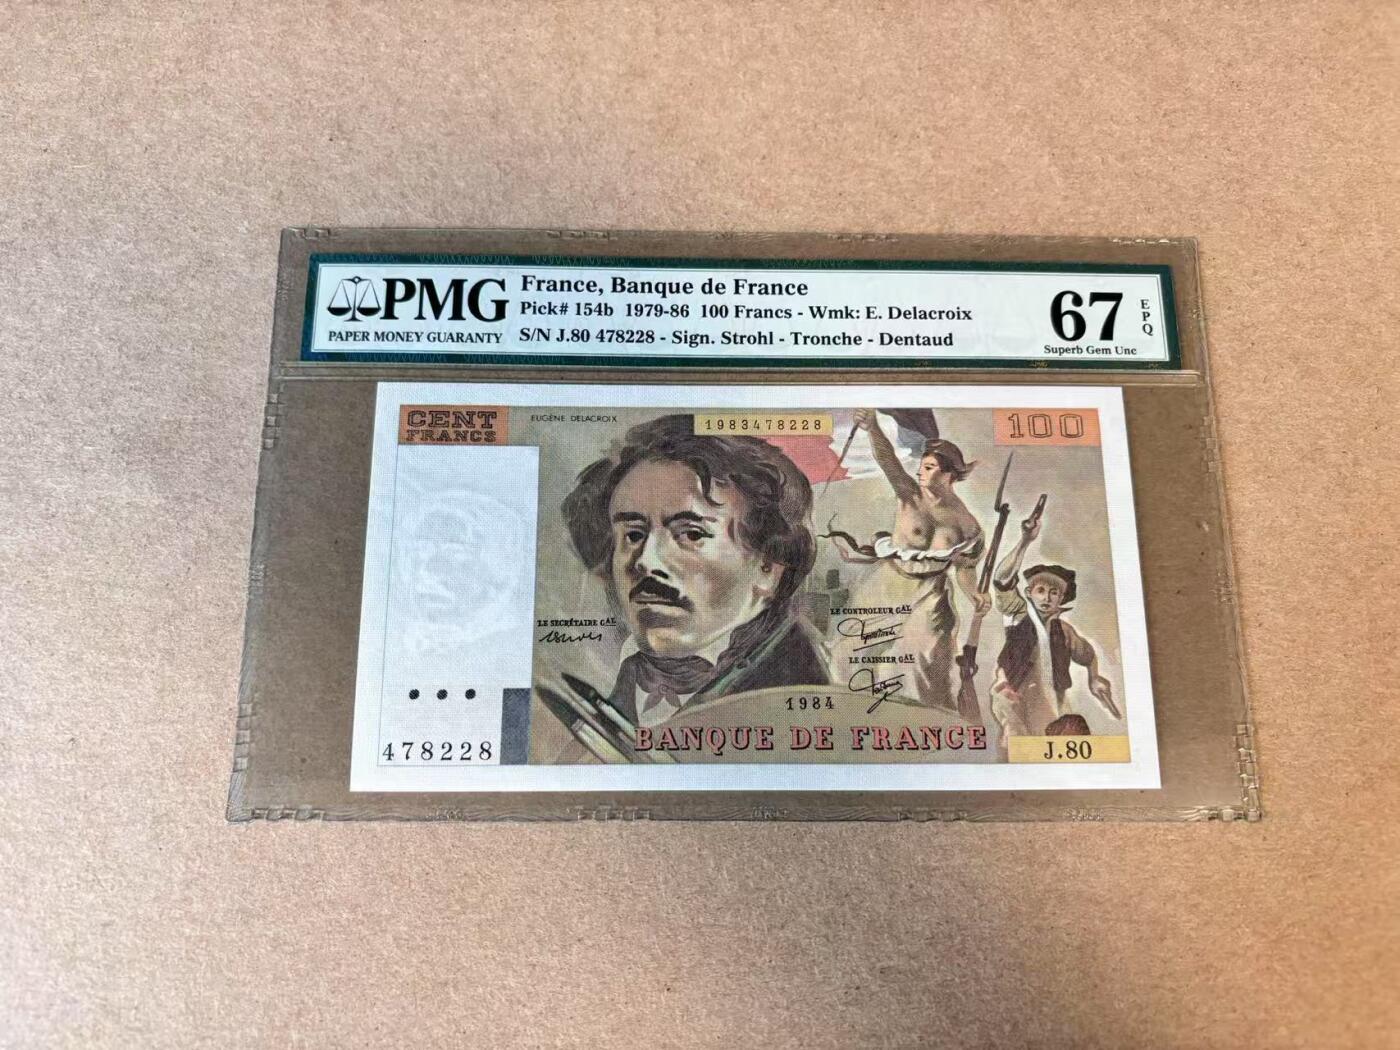 PMG
PAPER MONEY GUARANTY
France, Banque de France
Pick# 154b 1979-86 100 Francs - Wmk: E. Delacroix
S/N J.80 478228 - Sign. Strohl - Tronche - Dentaud
67
EPQ
Superb Gem Unc
CENT
FRANCS
EUGÈNE DELACROIX
1983478228
100
LE CONTROLEUR GAL
LE SECRÉTAIRE GAL
LE CAISSIER GAL
1984
BANQUE DE FRANCE
478228
J.80